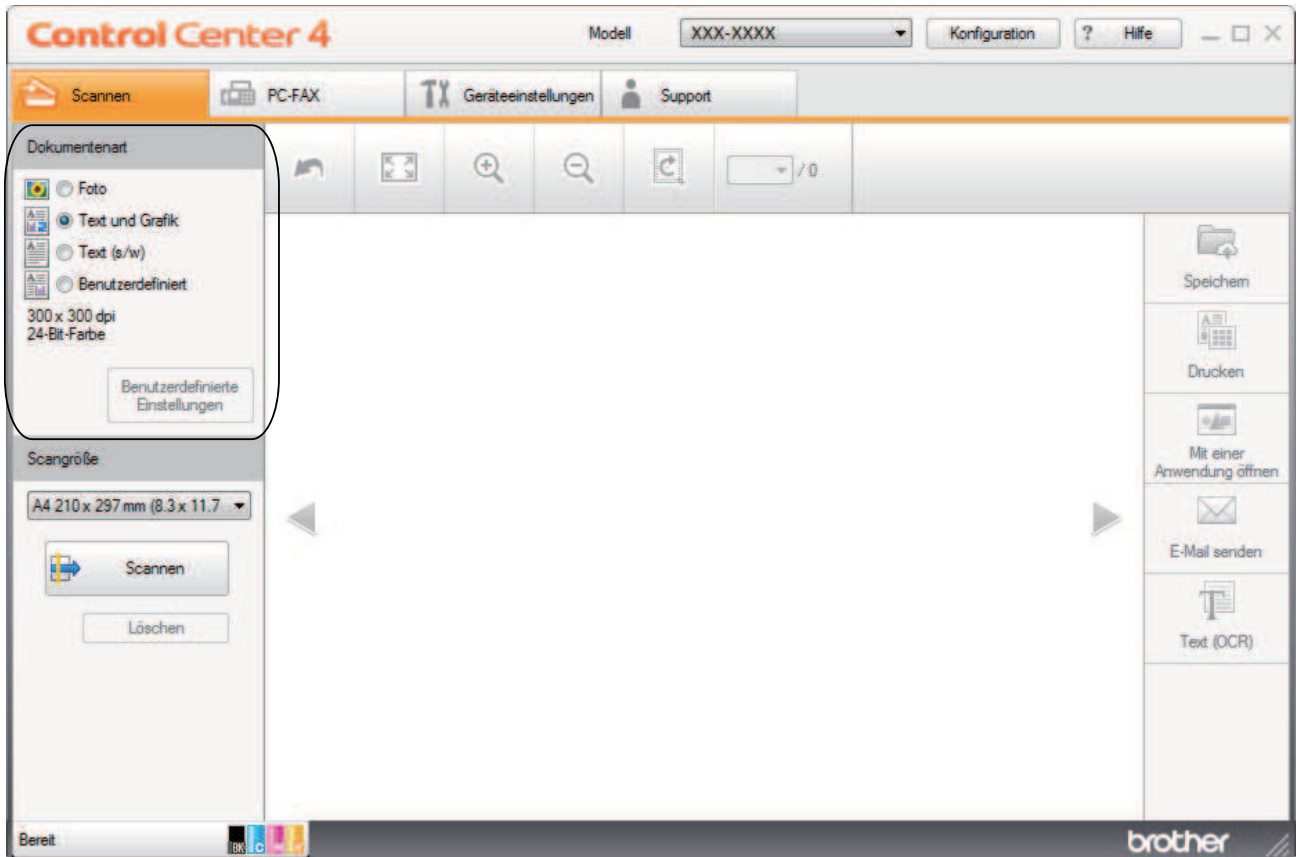 Control Center 4
Modell
XXX-XXXX
Konfiguration
? Hilfe
Scannen
PC-FAX
Geräteeinstellungen
Support
Dokumentenart
Foto
Text und Grafik
Text (s/w)
Benutzerdefiniert
300 x 300 dpi
24-Bit-Farbe
Benutzerdefinierte
Einstellungen
/ 0
Scangröße
A4 210 x 297 mm (8.3 x 11.7
Scannen
Löschen
Speichern
Drucken
Mit einer
Anwendung öffnen
E-Mail senden
Text (OCR)
Bereit
BK
C
brother